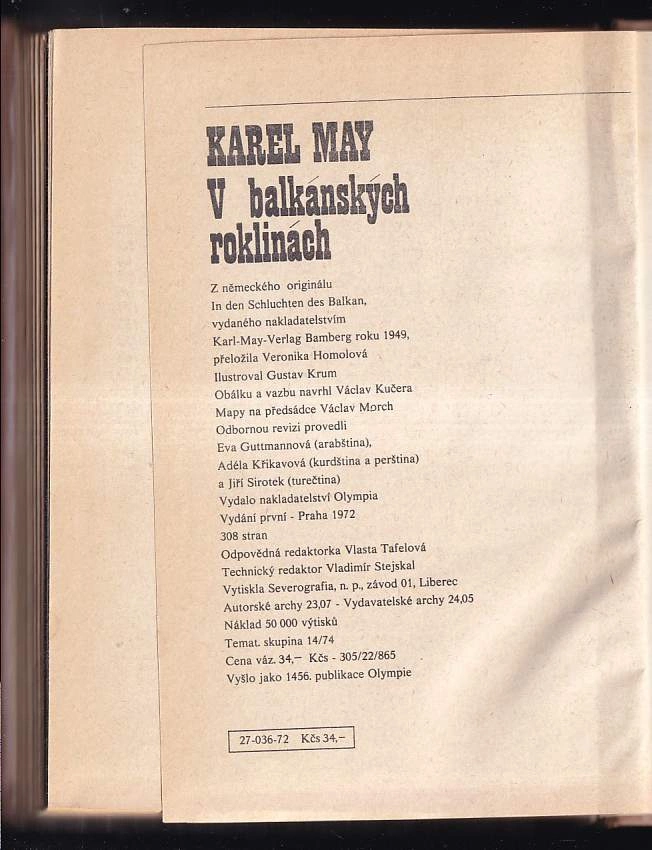 KAREL MAY
V balkánských
roklinách
Z německého originálu
In den Schluchten des Balkan,
vydaného nakladatelstvím
Karl-May-Verlag Bamberg roku 1949,
přeložila Veronika Homolová
Ilustroval Gustav Krum
Obálku a vazbu navrhl Václav Kučera
Mapy na předsádce Václav Morch
Odbornou revizi provedli
Eva Guttmannová (arabština),
Adéla Křikavová (kurdština a perština)
a Jiří Sirotek (turečtina)
Vydalo nakladatelství Olympia
Vydání první - Praha 1972
308 stran
Odpovědná redaktorka Vlasta Tafelová
Technický redaktor Vladimír Stejskal
Vytiskla Severografia, n. p., závod 01, Liberec
Autorské archy 23,07 - Vydavatelské archy 24,05
Náklad 50 000 výtisků
Temat. skupina 14/74
Cena váz. 34,– Kčs - 305/22/865
Vyšlo jako 1456. publikace Olympie
27-036-72 Kčs 34,–